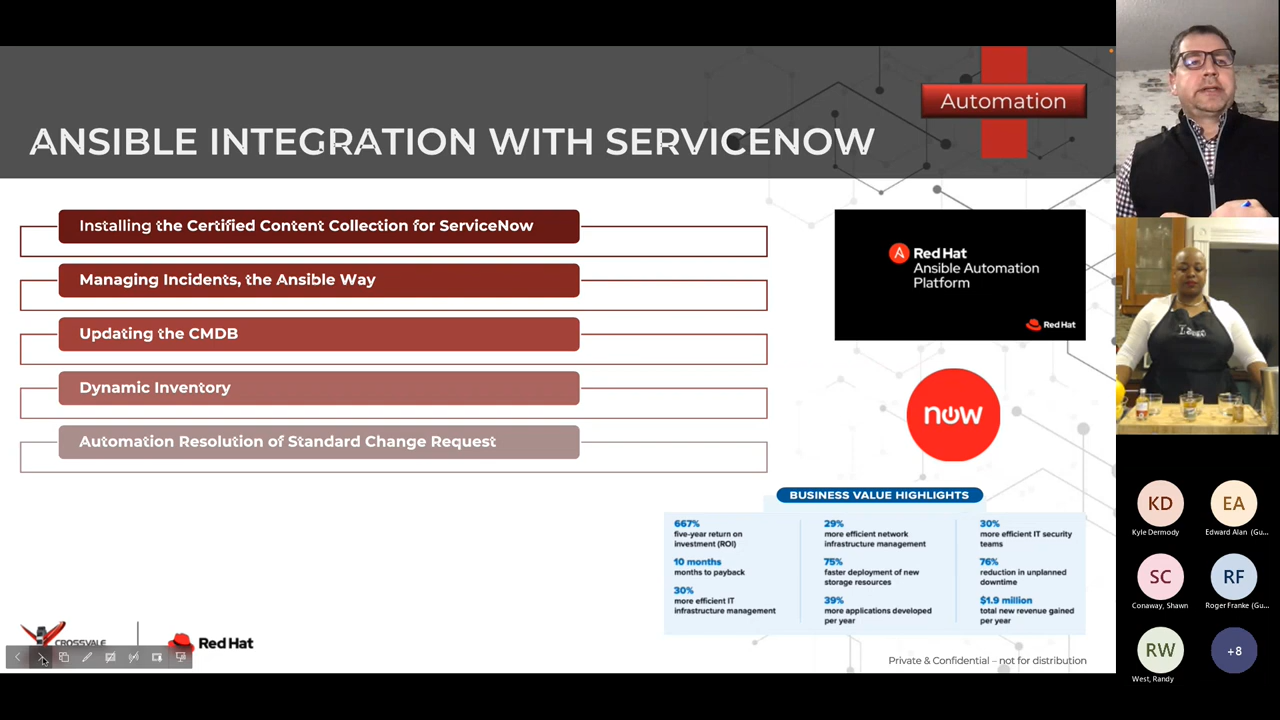 Automation
ANSIBLE INTEGRATION WITH SERVICENOW
Installing the Certified Content Collection for ServiceNow
Managing Incidents, the Ansible Way
Updating the CMDB
Dynamic Inventory
Automation Resolution of Standard Change Request
Red Hat
Ansible Automation
Platform
Red Hat
now
BUSINESS VALUE HIGHLIGHTS
667%
five-year return on
investment (ROI)
10 months
months to payback
30%
more efficient IT
infrastructure management
29%
more efficient network
infrastructure management
75%
faster deployment of new
storage resources
39%
more applications developed
per year
30%
more efficient IT security
teams
76%
reduction in unplanned
downtime
$1.9 million
total new revenue gained
per year
CROSSVALE
Red Hat
Private & Confidential – not for distribution
KD
Kyle Dermody
EA
Edward Alan (Gu...
SC
Conaway, Shawn
RF
Roger Franke (Gu...
RW
West, Randy
+8